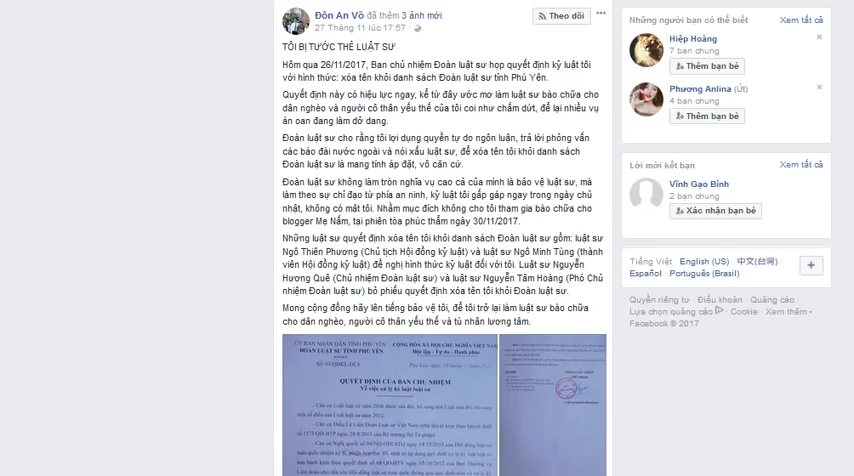 Đôn An Võ đã thêm 3 ảnh mới
27 Tháng 11 lúc 17:57 ·
Theo dõi
TÔI BỊ TƯỚC THẺ LUẬT SƯ
Hôm qua 26/11/2017, Ban chủ nhiệm Đoàn luật sư họp quyết định kỷ luật tôi
với hình thức: xóa tên khỏi danh sách Đoàn luật sư tỉnh Phú Yên.
Quyết định này có hiệu lực ngay, kể từ đây ước mơ làm luật sư bào chữa cho
dân nghèo và người cô thân yếu thế của tôi coi như chấm dứt, để lại nhiều vụ
án oan đang làm dở dang.
Đoàn luật sư cho rằng tôi lợi dụng quyền tự do ngôn luận, trả lời phỏng vấn
các báo đài nước ngoài và nói xấu luật sư, để xóa tên tôi khỏi danh sách
Đoàn luật sư là mang tính áp đặt, vô căn cứ.
Đoàn luật sư không làm tròn nghĩa vụ cao cả của mình là bảo vệ luật sư, mà
làm theo sự chỉ đạo từ phía an ninh, kỷ luật tôi gấp gáp ngay trong ngày chủ
nhật, không có mặt tôi. Nhằm mục đích không cho tôi tham gia bào chữa cho
blogger Mẹ Nấm, tại phiên tòa phúc thẩm ngày 30/11/2017.
Những luật sư quyết định xóa tên tôi khỏi danh sách Đoàn luật sư gồm: luật sư
Ngô Thiên Phương (Chủ tịch Hội đồng kỷ luật) và luật sư Ngô Minh Tùng (thành
viên Hội đồng kỷ luật) đề nghị hình thức kỷ luật đối với tôi. Luật sư Nguyễn
Hương Quê (Chủ nhiệm Đoàn luật sư) và luật sư Nguyễn Tâm Hoàng (Phó Chủ
nhiệm Đoàn luật sư) bỏ phiếu quyết định xóa tên tôi khỏi Đoàn luật sư.
Mong cộng đồng hãy lên tiếng bảo vệ tôi, để tôi trở lại làm luật sư bào chữa
cho dân nghèo, người cô thân yếu thế và tù nhân lương tâm.
ỦY BAN NHÂN DÂN TỈNH PHÚ YÊN
ĐOÀN LUẬT SƯ TỈNH PHÚ YÊN
CỘNG HÒA XÃ HỘI CHỦ NGHĨA VIỆT NAM
Độc lập - Tự do - Hạnh phúc
QUYẾT ĐỊNH CỦA BAN CHỦ NHIỆM
Về việc xử lý kỷ luật luật sư
Những người bạn có thể biết
Xem tất cả
Hiệp Hoàng
7 bạn chung
Thêm bạn bè
Phương Anlina (Út)
4 bạn chung
Thêm bạn bè
Lời mời kết bạn
Xem tất cả
Vĩnh Gạo Bình
2 bạn chung
Xác nhận bạn bè
Tiếng Việt · English (US) · 中文(台灣) ·
Español · Português (Brasil)
Quyền riêng tư · Điều khoản · Quảng cáo
Lựa chọn quảng cáo · Cookie · Xem thêm
Facebook © 2017